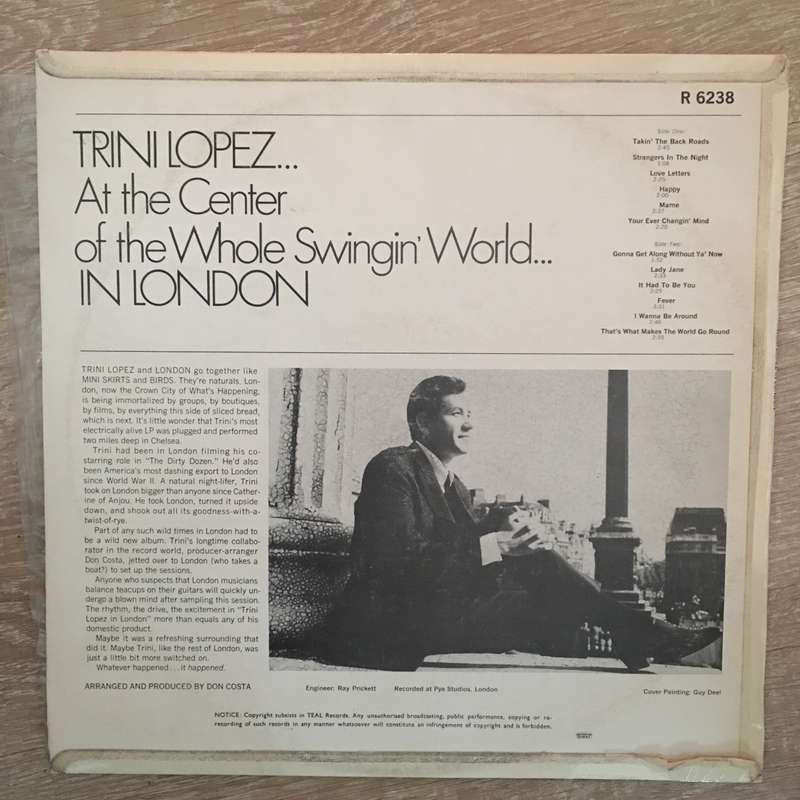 R 6238
TRINI LOPEZ...
At the Center
of the Whole Swingin' World...
IN LONDON
Side One:
Takin' The Back Roads
2:45
Strangers In The Night
Love Letters
Happy
Mame
Your Ever Changin' Mind
Side Two:
Gonna Get Along Without Ya' Now
Lady Jane
It Had To Be You
Fever
I Wanna Be Around
That's What Makes The World Go Round
TRINI LOPEZ and LONDON go together like
MINI SKIRTS and BIRDS. They're naturals. Lon-
don, now the Crown City of What's Happening,
is being immortalized by groups, by boutiques,
by films, by everything this side of sliced bread,
which is next. It's little wonder that Trini's most
electrically alive LP was plugged and performed
two miles deep in Chelsea.
Trini had been in London filming his co-
starring role in "The Dirty Dozen." He'd also
been America's most dashing export to London
since World War II. A natural night-lifer, Trini
took on London bigger than anyone since Cather-
ine of Anjou. He took London, turned it upside
down, and shook out all its goodness-with-a-
twist-of-rye.
Part of any such wild times in London had to
be a wild new album. Trini's longtime collabo-
rator in the record world, producer-arranger
Don Costa, jetted over to London (who takes a
boat?) to set up the sessions.
Anyone who suspects that London musicians
balance teacups on their guitars will quickly un-
dergo a blown mind after sampling this session.
The rhythm, the drive, the excitement in "Trini
Lopez in London" more than equals any of his
domestic product.
Maybe it was a refreshing surrounding that
did it. Maybe Trini, like the rest of London, was
just a little bit more switched on.
Whatever happened...it happened.
ARRANGED AND PRODUCED BY DON COSTA
Engineer: Ray Prickett Recorded at Pye Studios, London
Cover Painting: Guy Deel
NOTICE: Copyright subsists in TEAL Records. Any unauthorised broadcasting, public performance, copying or re-
recording of such records in any manner whatsoever will constitute an infringement of copyright and is forbidden.